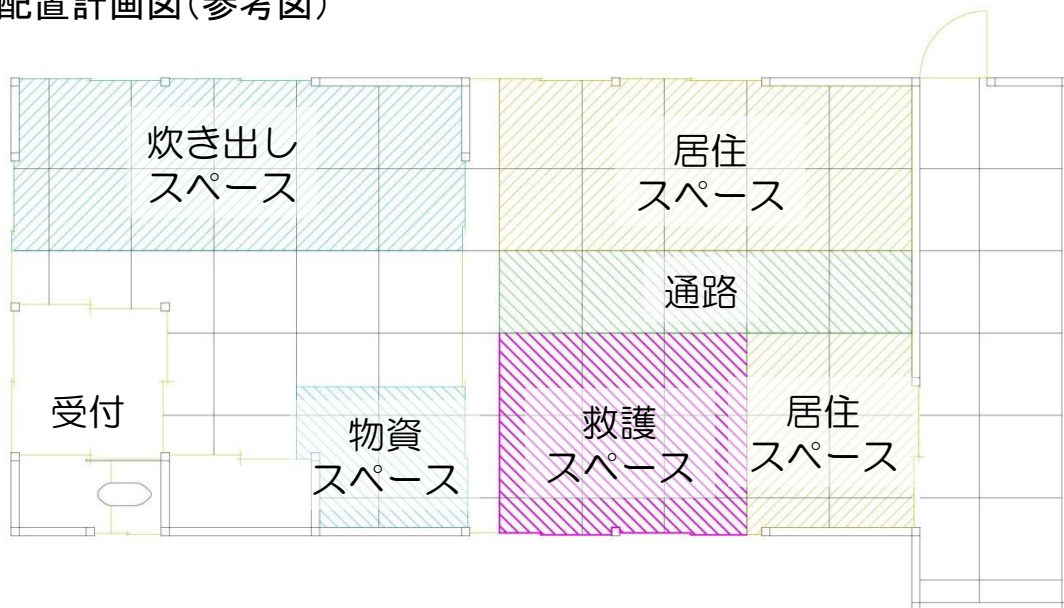 配置計画図(参考図)
炊き出し
スペース
居住
スペース
通路
受付
物資
スペース
救護
スペース
居住
スペース